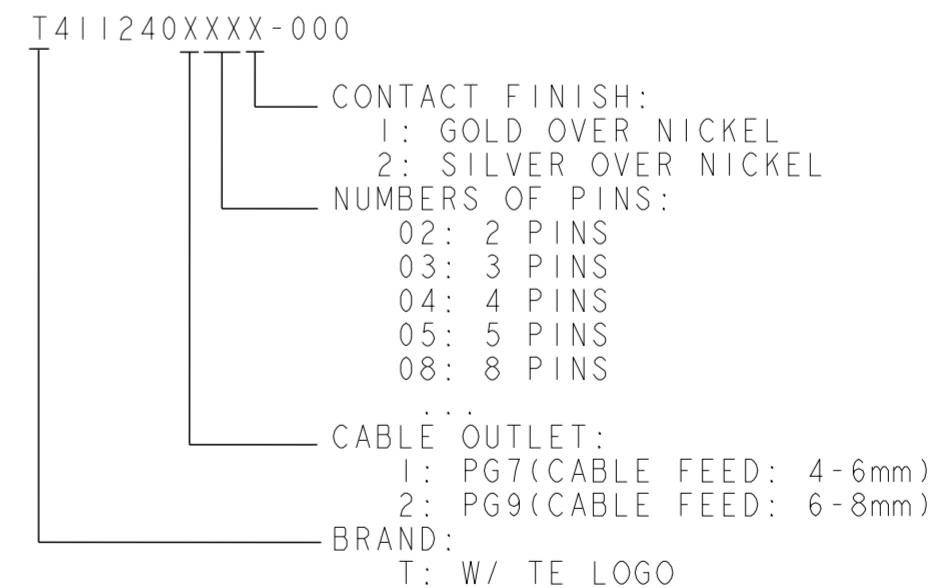 T411240XXXX-000
CONTACT FINISH:
1: GOLD OVER NICKEL
2: SILVER OVER NICKEL
NUMBERS OF PINS:
02: 2 PINS
03: 3 PINS
04: 4 PINS
05: 5 PINS
08: 8 PINS
...
CABLE OUTLET:
1: PG7(CABLE FEED: 4-6mm)
2: PG9(CABLE FEED: 6-8mm)
BRAND:
T: W/ TE LOGO